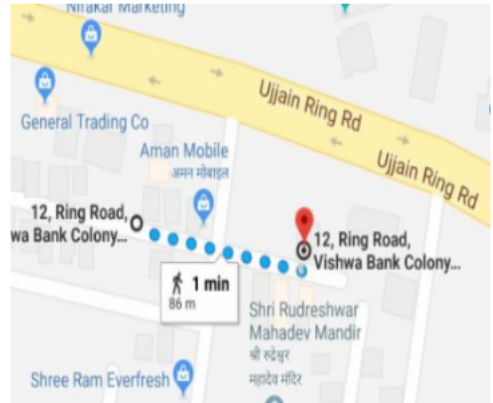 Nirakar Marketing
General Trading Co
Ujjain Ring Rd
Ujjain Ring Rd
Aman Mobile
अमन मोबाइल
12, Ring Road,
wa Bank Colony...
12, Ring Road,
Vishwa Bank Colony...
1 min
86 m
Shri Rudreshwar
Mahadev Mandir
श्री रुद्रेश्वर
महादेव मंदिर
Shree Ram Everfresh